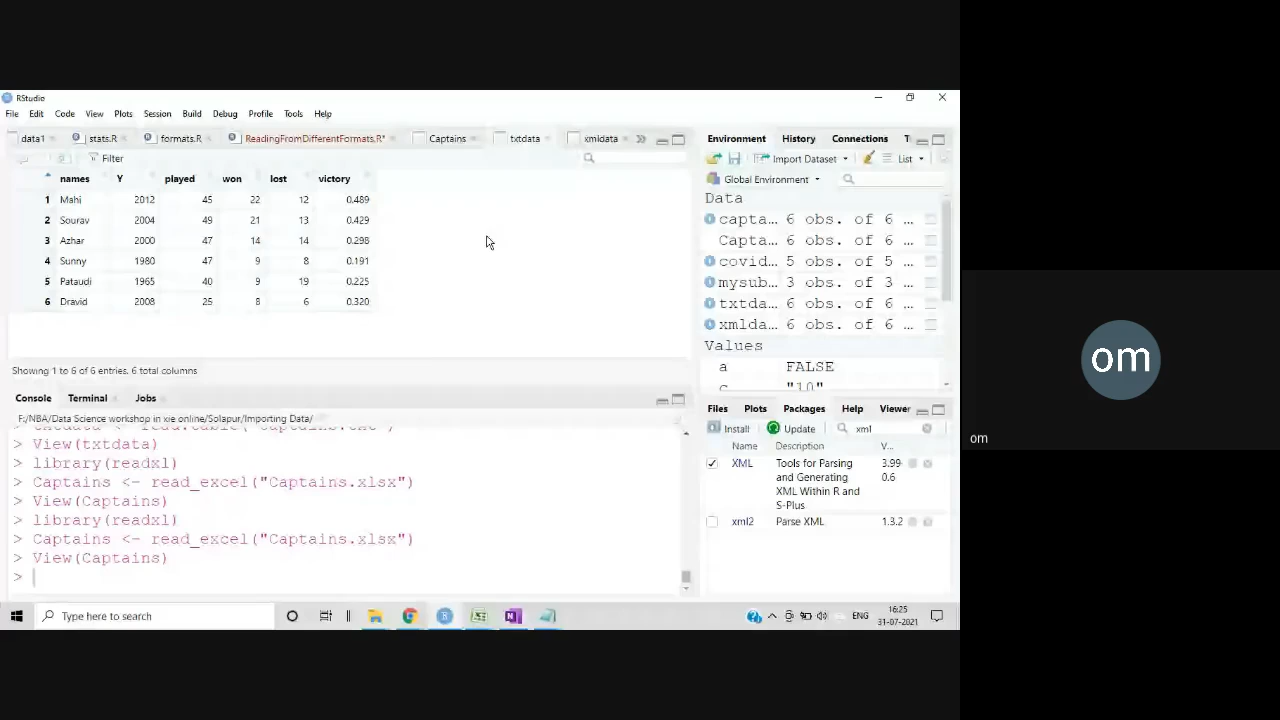 RStudio
File Edit Code View Plots Session Build Debug Profile Tools Help
data1 stats.R formats.R ReadingFromDifferentFormats.R* Captains txtdata xmldata
Filter
names Y played won lost victory
1 Mahi 2012 45 22 12 0.489
2 Sourav 2004 49 21 13 0.429
3 Azhar 2000 47 14 14 0.298
4 Sunny 1980 47 9 8 0.191
5 Pataudi 1965 40 9 19 0.225
6 Dravid 2008 25 8 6 0.320
Showing 1 to 6 of 6 entries, 6 total columns
Console Terminal Jobs
F:/NBA/Data Science workshop in xie online/Solapur/Importing Data/
> View(txtdata)
> library(readxl)
> Captains <- read_excel("Captains.xlsx")
> View(Captains)
> library(readxl)
> Captains <- read_excel("Captains.xlsx")
> View(Captains)
>
Environment History Connections T
Import Dataset List
Global Environment
Data
capta… 6 obs. of 6 …
Capta… 6 obs. of 6 …
covid… 5 obs. of 5 …
mysub… 3 obs. of 3 …
txtda… 6 obs. of 6 …
xmlda… 6 obs. of 6 …
Values
a FALSE
c "10"
Files Plots Packages Help Viewer
Install Update xml
Name Description V...
XML Tools for Parsing 3.99-
and Generating 0.6
XML Within R and
S-Plus
xml2 Parse XML 1.3.2
Type here to search
ENG 16:25
31-07-2021
om
om